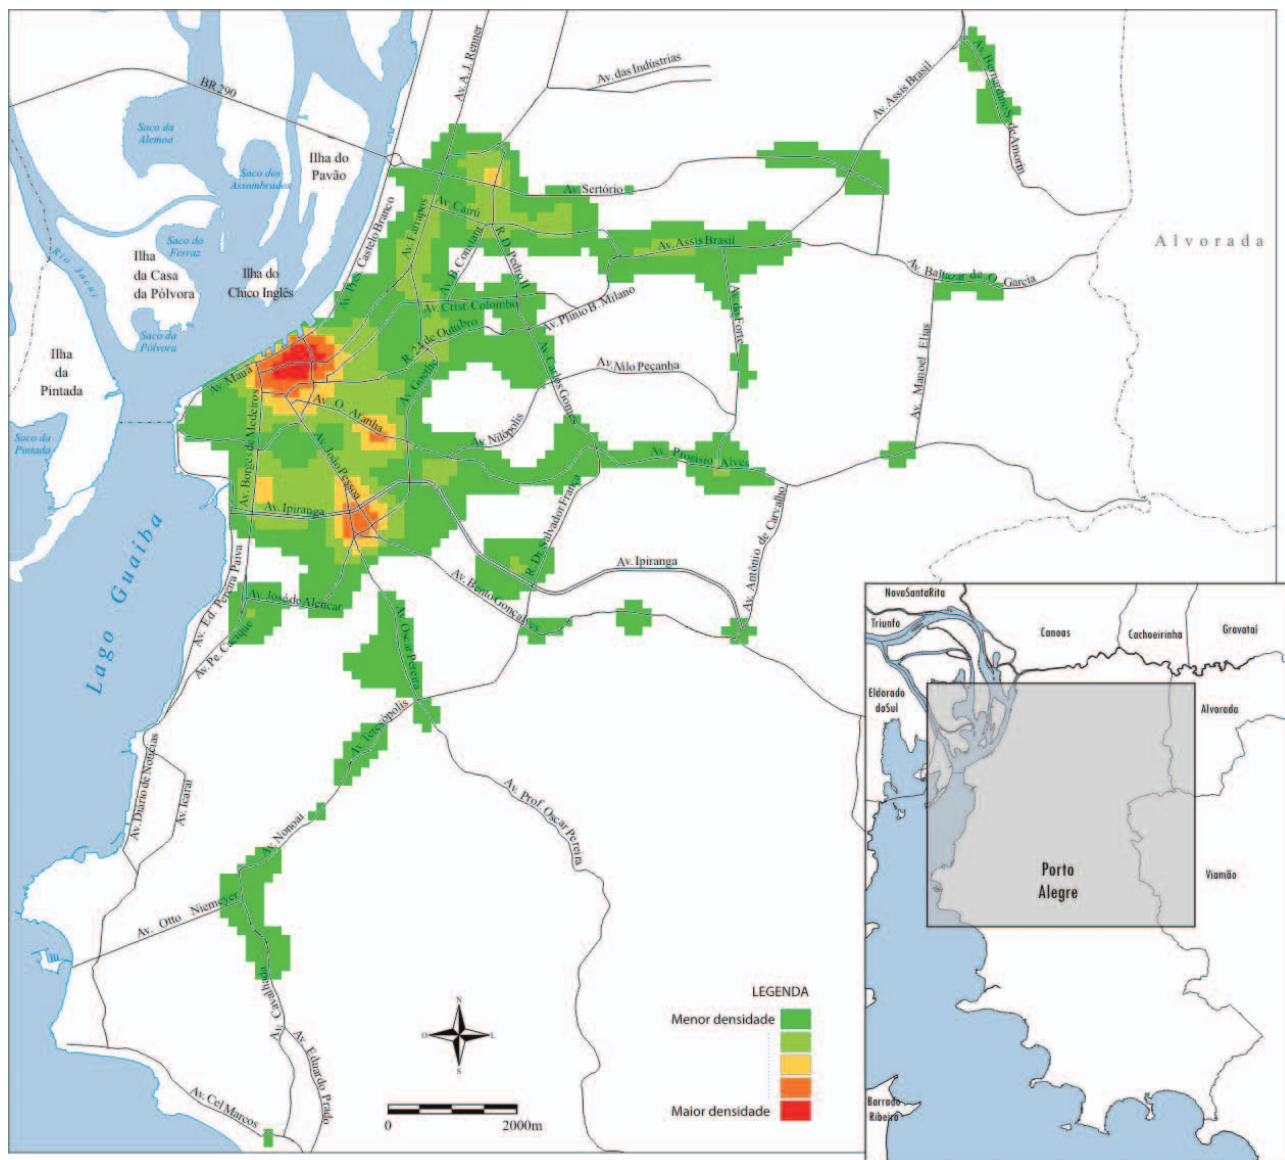 BR 290
Av. A. J. Renner
Av. das Indústrias
Av. Assis Brasil
Av. Bernardino S. de Amorim
Saco da
Alemoa
Ilha do
Pavão
Saco dos
Assombrados
Av. Pres. Castelo Branco
Av. Farrapos
Av. Cairú
Av. Sertório
Rio Jacuí
Saco do
Ferraz
Ilha
da Casa
da Pólvora
Ilha do
Chico Inglês
Av. B. Constant
R. D. Pedro II
Av. Assis Brasil
Alvorada
Av. Baltazar de O. Garcia
Av. Crist. Colombo
Av. Plínio B. Milano
Av. do Forte
Saco da
Pólvora
Ilha
da
Pintada
Av. Mauá
R. 24 de Outubro
Av. Goethe
Av. Carlos Gomes
Av. Nilo Peçanha
Av. Manoel Elias
Av. O. Aranha
Saco da
Pintada
Av. Borges de Medeiros
Av. João Pessoa
Av. Nilópolis
Av. Protásio Alves
Av. Ipiranga
R. Dr. Salvador França
Av. Antônio de Carvalho
Lago Guaíba
Av. Ed. Pereira Paiva
Av. José de Alencar
Av. Pe. Cacique
Av. Bento Gonçalves
Av. Ipiranga
Av. Oscar Pereira
Av. Teresópolis
Av. Diário de Notícias
Av. Icaraí
Av. Nonoai
Av. Prof. Oscar Pereira
Av. Otto Niemeyer
Av. Cavalhada
Av. Eduardo Prado
Av. Cel Marcos
N
O
L
S
0
2000m
LEGENDA
Menor densidade
Maior densidade
NovaSantaRita
Triunfo
Canoas
Cachoeirinha
Gravataí
Eldorado
doSul
Alvorada
Porto
Alegre
Viamão
Barrado
Ribeiro